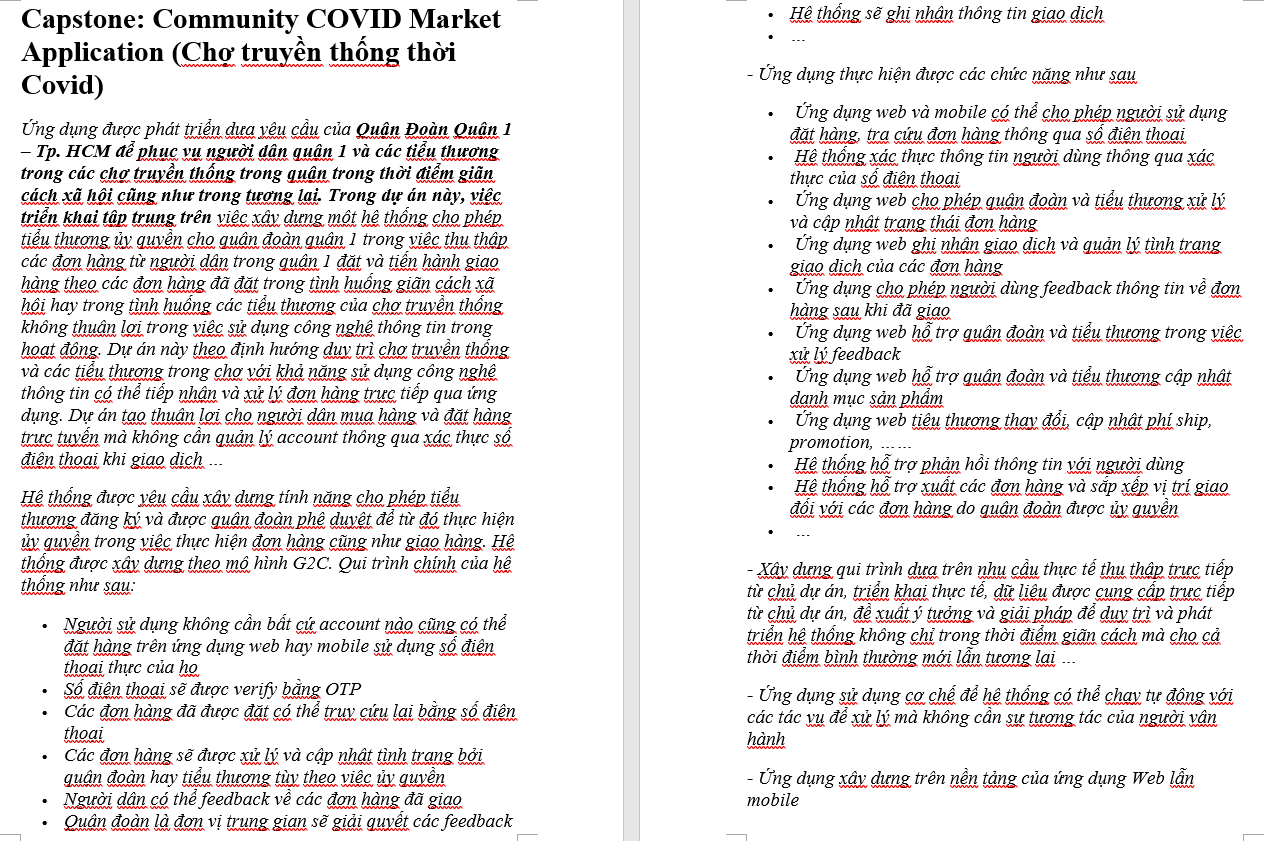 Capstone: Community COVID Market
Application (Chợ truyền thống thời
Covid)
Ứng dụng được phát triển dựa yêu cầu của Quận Đoàn Quận 1
– Tp. HCM để phục vụ người dân quận 1 và các tiểu thương
trong các chợ truyền thống trong quận trong thời điểm giãn
cách xã hội cũng như trong tương lai. Trong dự án này, việc
triển khai tập trung trên việc xây dựng một hệ thống cho phép
tiểu thương ủy quyền cho quận đoàn quận 1 trong việc thu thập
các đơn hàng từ người dân trong quận 1 đặt và tiến hành giao
hàng theo các đơn hàng đã đặt trong tình huống giãn cách xã
hội hay trong tình huống các tiểu thương của chợ truyền thống
không thuận lợi trong việc sử dụng công nghệ thông tin trong
hoạt động. Dự án này theo định hướng duy trì chợ truyền thống
và các tiểu thương trong chợ với khả năng sử dụng công nghệ
thông tin có thể tiếp nhận và xử lý đơn hàng trực tiếp qua ứng
dụng. Dự án tạo thuận lợi cho người dân mua hàng và đặt hàng
trực tuyến mà không cần quản lý account thông qua xác thực số
điện thoại khi giao dịch ...
Hệ thống được yêu cầu xây dựng tính năng cho phép tiểu
thương đăng ký và được quận đoàn phê duyệt để từ đó thực hiện
ủy quyền trong việc thực hiện đơn hàng cũng như giao hàng. Hệ
thống được xây dựng theo mô hình G2C. Qui trình chính của hệ
thống như sau:
• Người sử dụng không cần bất cứ account nào cũng có thể
đặt hàng trên ứng dụng web hay mobile sử dụng số điện
thoại thực của họ
• Số điện thoại sẽ được verify bằng OTP
• Các đơn hàng đã được đặt có thể truy cứu lại bằng số điện
thoại
• Các đơn hàng sẽ được xử lý và cập nhật tình trạng bởi
quận đoàn hay tiểu thương tùy theo việc ủy quyền
• Người dân có thể feedback về các đơn hàng đã giao
• Quận đoàn là đơn vị trung gian sẽ giải quyết các feedback
• Hệ thống sẽ ghi nhận thông tin giao dịch
• ...
- Ứng dụng thực hiện được các chức năng như sau
• Ứng dụng web và mobile có thể cho phép người sử dụng
đặt hàng, tra cứu đơn hàng thông qua số điện thoại
• Hệ thống xác thực thông tin người dùng thông qua xác
thực của số điện thoại
• Ứng dụng web cho phép quận đoàn và tiểu thương xử lý
và cập nhật trạng thái đơn hàng
• Ứng dụng web ghi nhận giao dịch và quản lý tình trạng
giao dịch của các đơn hàng
• Ứng dụng cho phép người dùng feedback thông tin về đơn
hàng sau khi đã giao
• Ứng dụng web hỗ trợ quận đoàn và tiểu thương trong việc
xử lý feedback
• Ứng dụng web hỗ trợ quận đoàn và tiểu thương cập nhật
danh mục sản phẩm
• Ứng dụng web tiêu thương thay đổi, cập nhật phí ship,
promotion, ……
• Hệ thống hỗ trợ phản hồi thông tin với người dùng
• Hệ thống hỗ trợ xuất các đơn hàng và sắp xếp vị trí giao
đối với các đơn hàng do quận đoàn được ủy quyền
• ...
- Xây dựng qui trình dựa trên nhu cầu thực tế thu thập trực tiếp
từ chủ dự án, triển khai thực tế, dữ liệu được cung cấp trực tiếp
từ chủ dự án, đề xuất ý tưởng và giải pháp để duy trì và phát
triển hệ thống không chỉ trong thời điểm giãn cách mà cho cả
thời điểm bình thường mới lẫn tương lai ...
- Ứng dụng sử dụng cơ chế để hệ thống có thể chạy tự động với
các tác vụ để xử lý mà không cần sự tương tác của người vận
hành
- Ứng dụng xây dựng trên nền tảng của ứng dụng Web lẫn
mobile